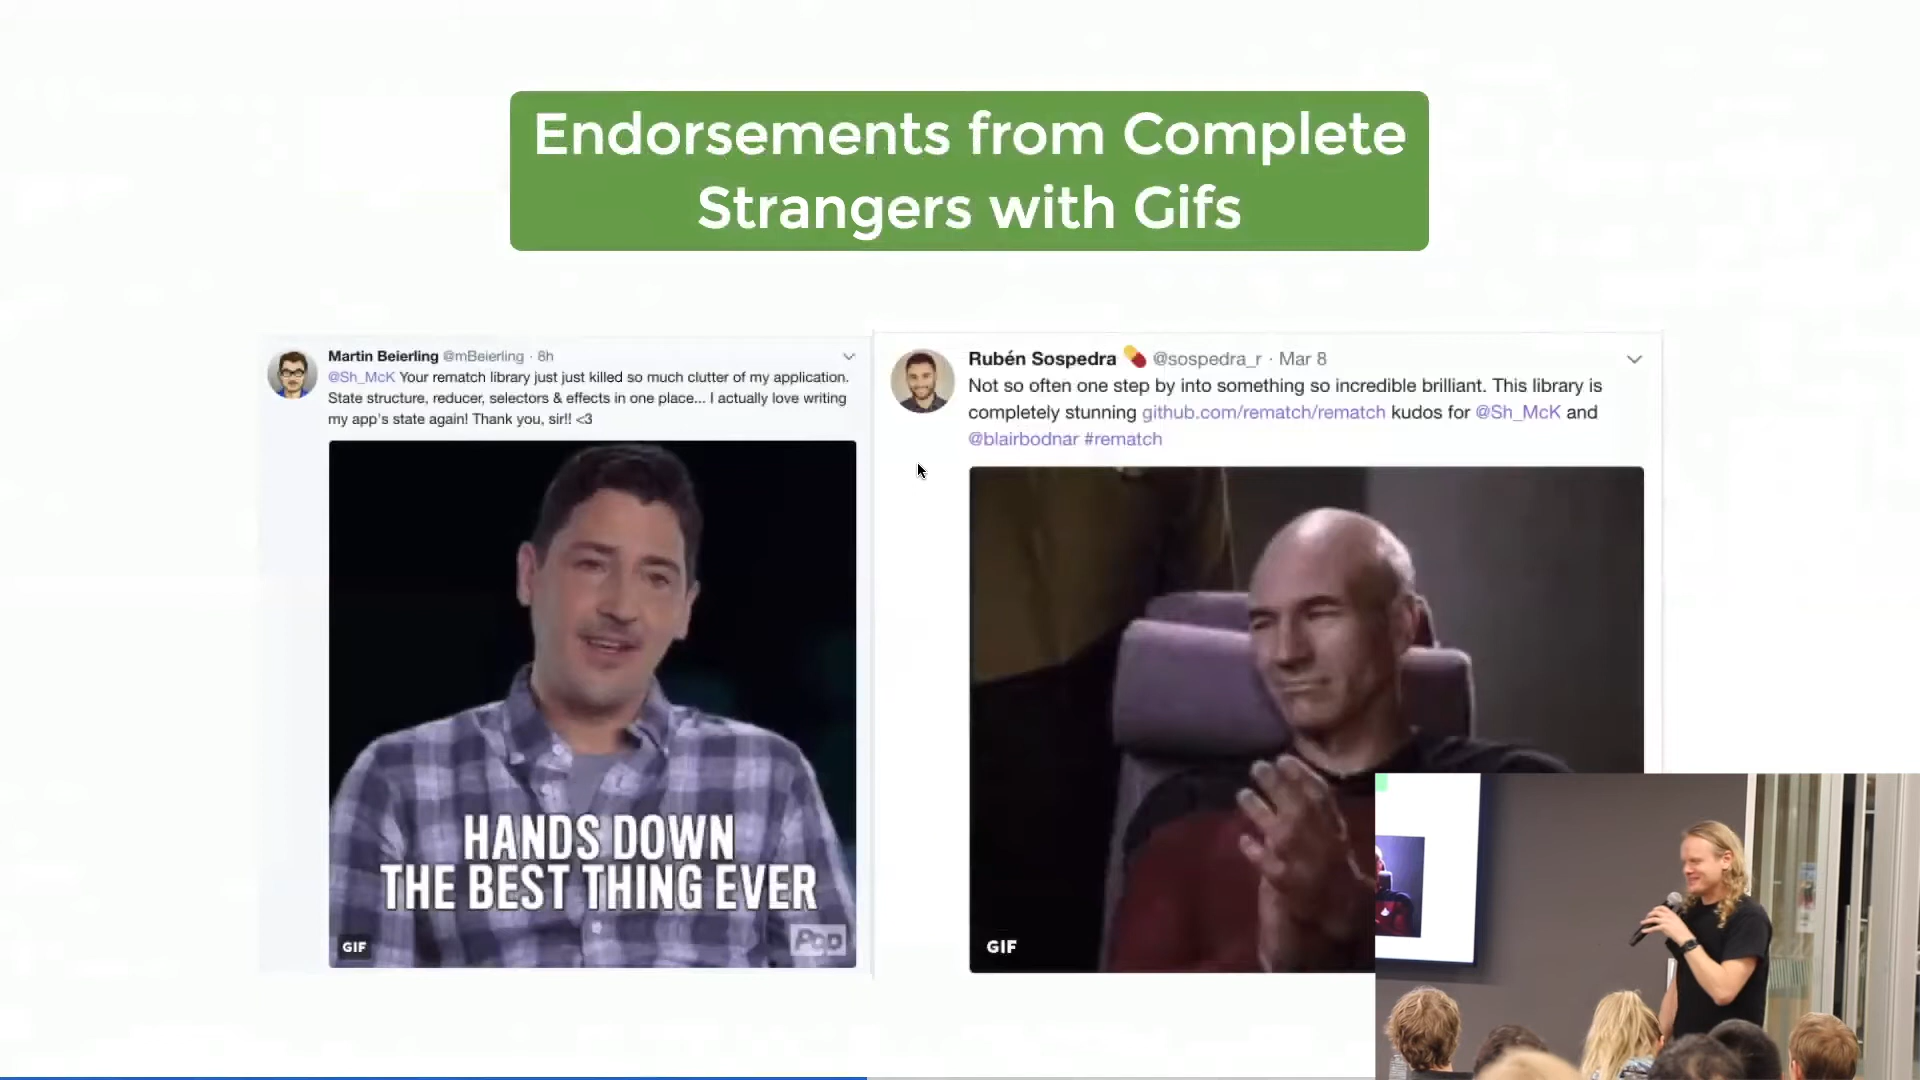 Endorsements from Complete
Strangers with Gifs
Martin Beierling @mBeierling · 8h
@Sh_McK Your rematch library just just killed so much clutter of my application.
State structure, reducer, selectors & effects in one place... I actually love writing
my app's state again! Thank you, sir!! <3
HANDS DOWN
THE BEST THING EVER
GIF
POP
Rubén Sospedra 💊 @sospedra_r · Mar 8
Not so often one step by into something so incredible brilliant. This library is
completely stunning github.com/rematch/rematch kudos for @Sh_McK and
@blairbodnar #rematch
GIF